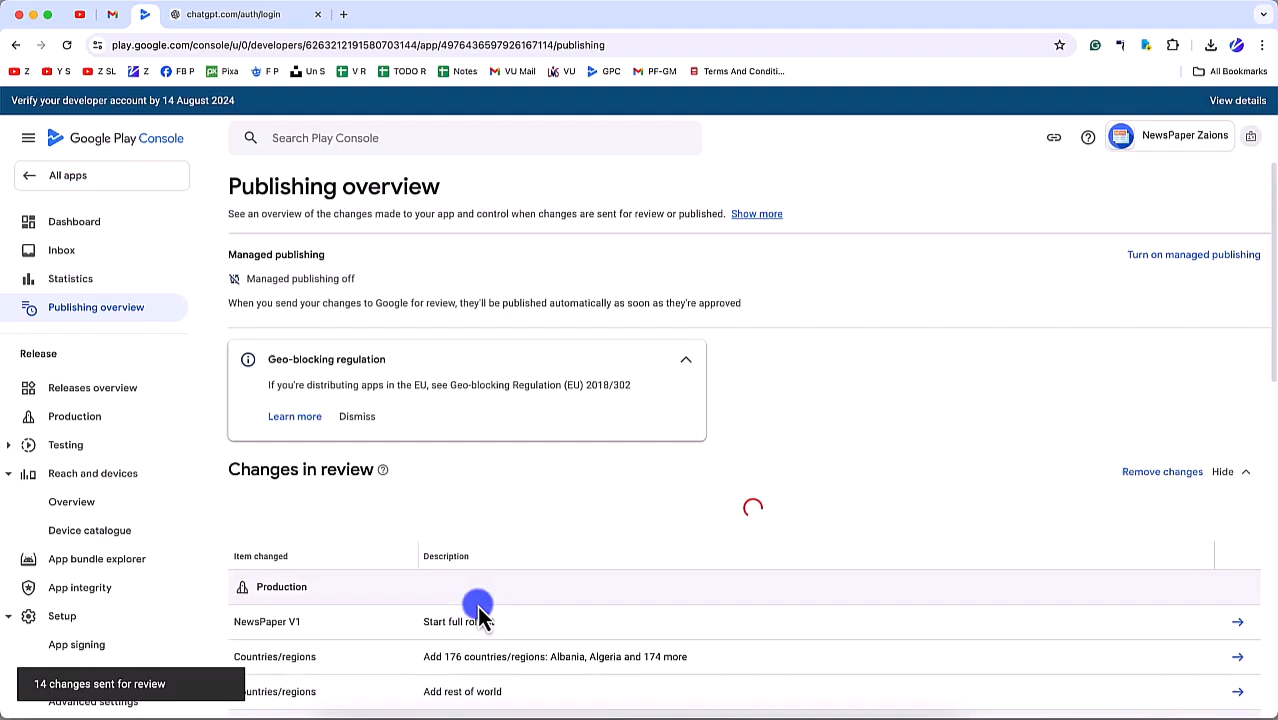 chatgpt.com/auth/login
play.google.com/console/u/0/developers/6263212191580703144/app/4976436597926167114/publishing
Z
Y S
Z SL
Z
FB P
Pixa
F P
Un S
V R
TODO R
Notes
VU Mail
VU
GPC
PF-GM
Terms And Conditi...
All Bookmarks
Verify your developer account by 14 August 2024
View details
Google Play Console
Search Play Console
NewsPaper Zaions
All apps
Dashboard
Inbox
Statistics
Publishing overview
Release
Releases overview
Production
Testing
Reach and devices
Overview
Device catalogue
App bundle explorer
App integrity
Setup
App signing
Advanced settings
Publishing overview
See an overview of the changes made to your app and control when changes are sent for review or published. Show more
Managed publishing
Turn on managed publishing
Managed publishing off
When you send your changes to Google for review, they'll be published automatically as soon as they're approved
Geo-blocking regulation
If you're distributing apps in the EU, see Geo-blocking Regulation (EU) 2018/302
Learn more
Dismiss
Changes in review
Remove changes
Hide
Item changed
Description
Production
NewsPaper V1
Start full
Countries/regions
Add 176 countries/regions: Albania, Algeria and 174 more
Add rest of world
14 changes sent for review